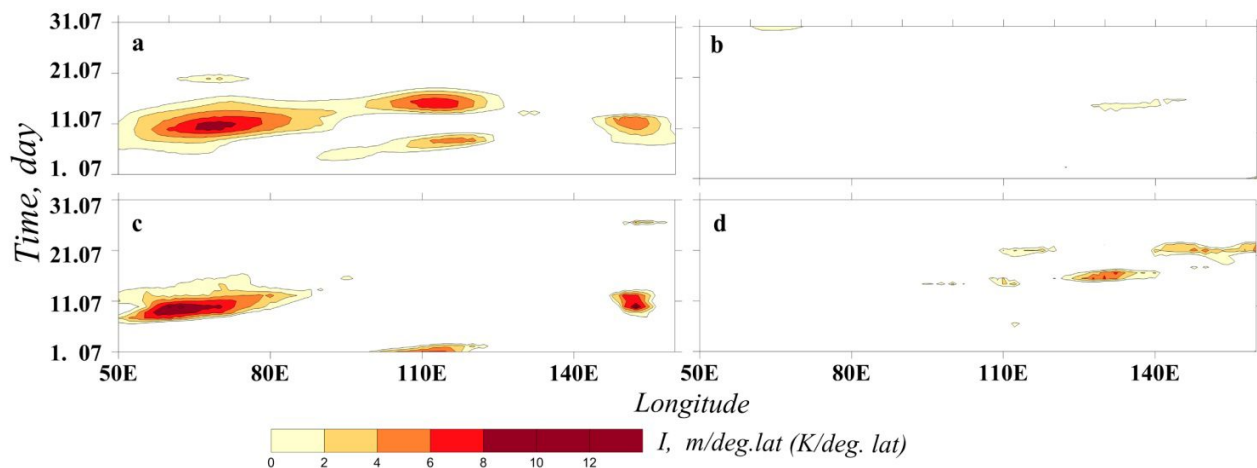 Time, day
31.07
a
21.07
11.07
1. 07
b
31.07
c
21.07
11.07
1. 07
d
50E 80E 110E 140E 50E 80E 110E 140E
Longitude
0 2 4 6 8 10 12
I, m/deg.lat (K/deg. lat)